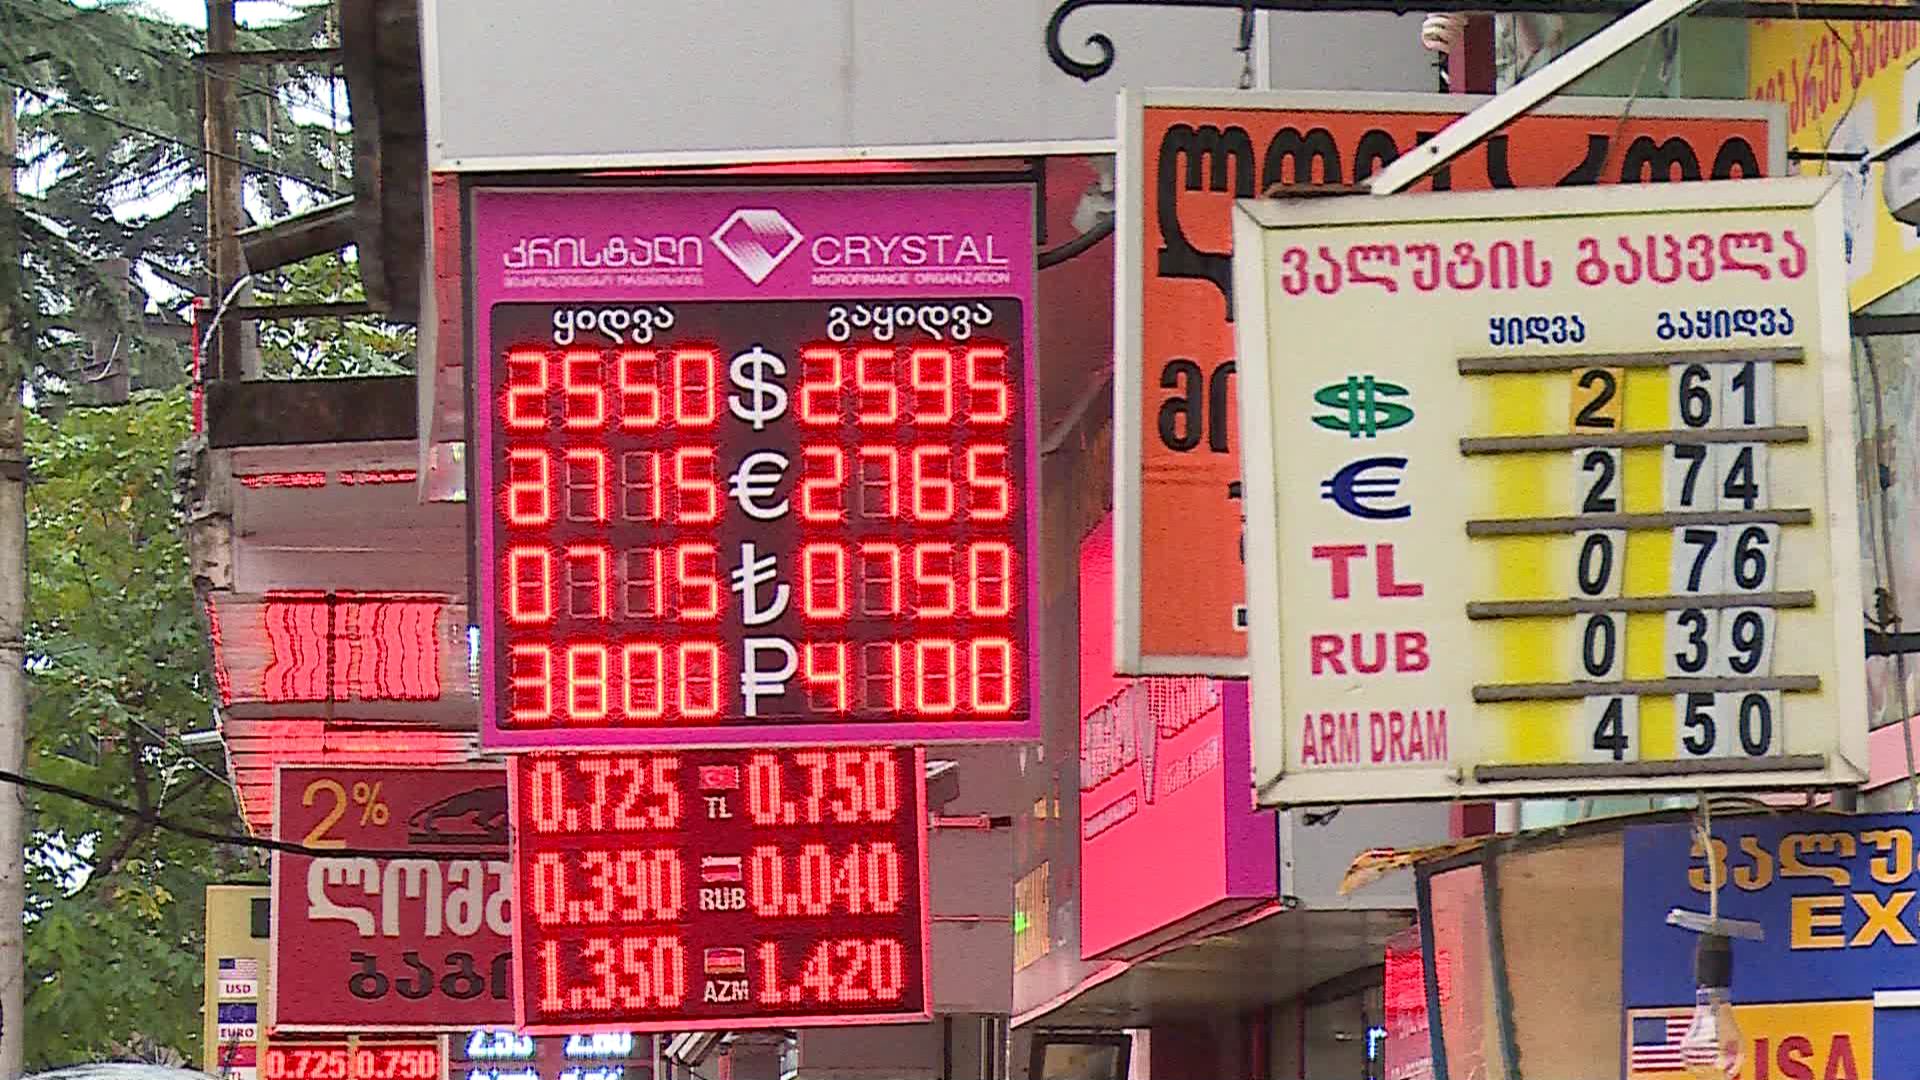 კრისტალი CRYSTAL
MICROFINANCE ORGANIZATION
ყიდვა გაყიდვა
2550 $ 2595
2715 € 2765
0715 ₺ 0750
3800 ₽ 4100
0.725 TL 0.750
0.390 RUB 0.040
1.350 AZM 1.420
ვალუტის გაცვლა
ყიდვა გაყიდვა
$ 2 61
€ 2 74
TL 0 76
RUB 0 39
ARM DRAM 4 50
2%
USD
EURO
TL
0.725 0.750